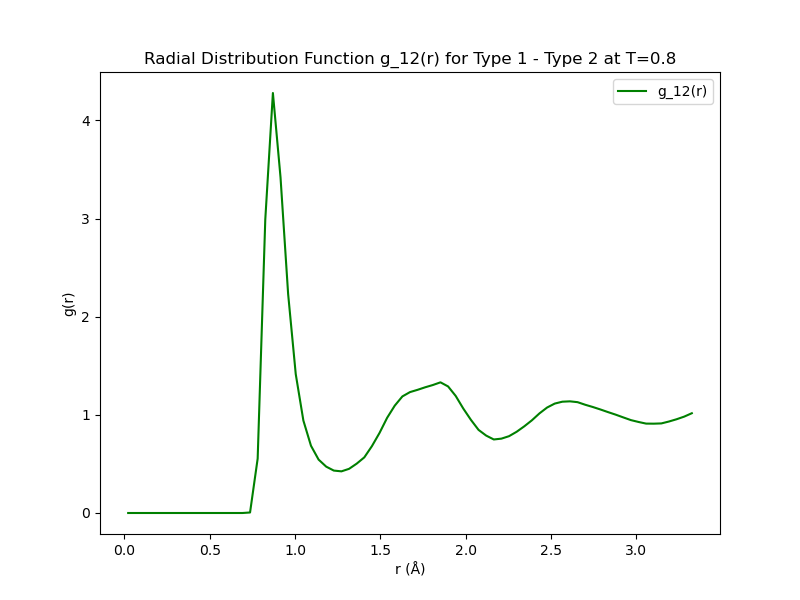 Radial Distribution Function g_12(r) for Type 1 - Type 2 at T=0.8
g_12(r)
g(r)
4
3
2
1
0
0.0 0.5 1.0 1.5 2.0 2.5 3.0
r (Å)